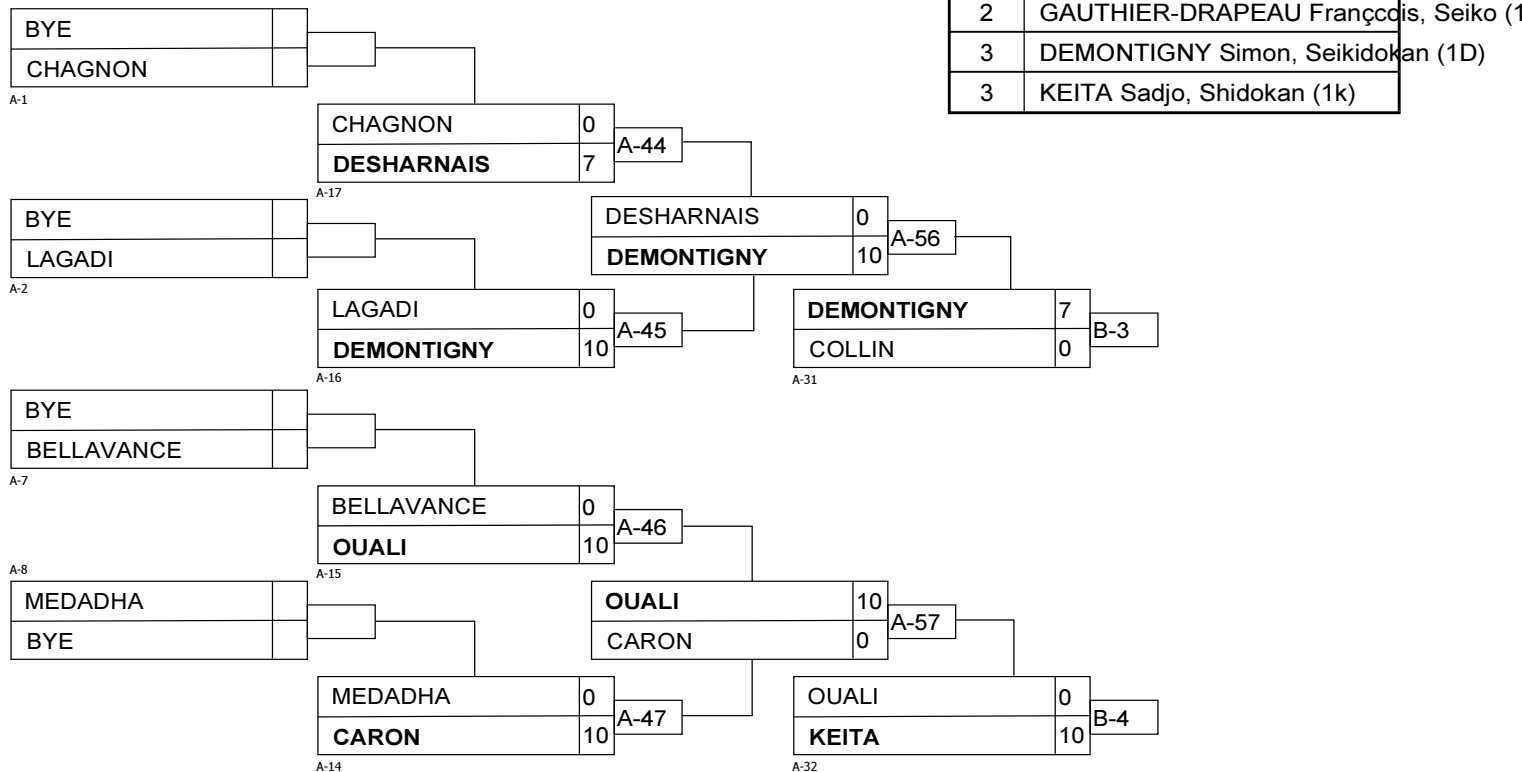 2 GAUTHIER-DRAPEAU Françccois, Seiko (1
3 DEMONTIGNY Simon, Seikidokan (1D)
3 KEITA Sadjo, Shidokan (1k)
BYE
CHAGNON
A-1
CHAGNON 0
DESHARNAIS 7
A-44
A-17
BYE
LAGADI
A-2
DESHARNAIS 0
DEMONTIGNY 10
A-56
LAGADI 0
DEMONTIGNY 10
A-45
A-16
DEMONTIGNY 7
COLLIN 0
B-3
A-31
BYE
BELLAVANCE
A-7
BELLAVANCE 0
OUALI 10
A-46
A-15
A-8
MEDADHA
BYE
OUALI 10
CARON 0
A-57
MEDADHA 0
CARON 10
A-47
A-14
OUALI 0
KEITA 10
B-4
A-32